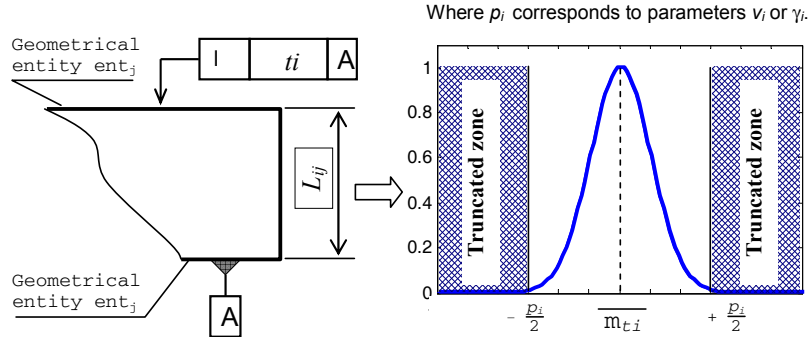 Where pᵢ corresponds to parameters vᵢ or γᵢ.
Geometrical
entity entⱼ
I ti A
Lᵢⱼ
Geometrical
entity entⱼ
A
1
0.8
0.6
0.4
0.2
0
Truncated zone
Truncated zone
- pᵢ/2
m̅ₜᵢ
+ pᵢ/2